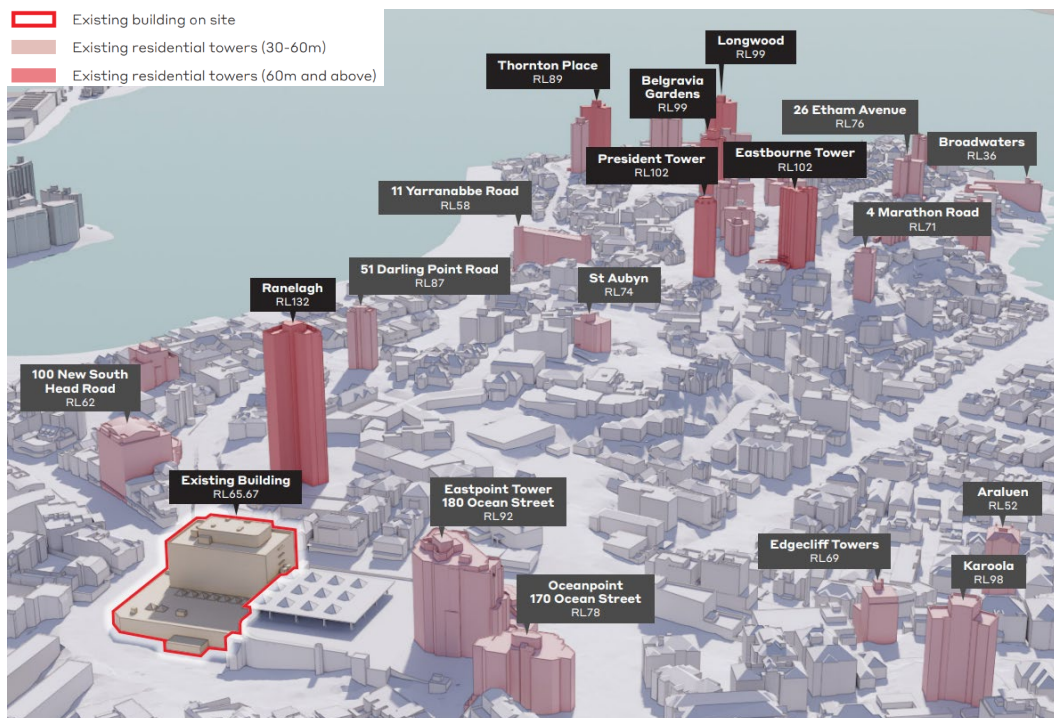 Existing building on site
Existing residential towers (30-60m)
Existing residential towers (60m and above)
Longwood
RL99
Thornton Place
RL89
Belgravia
Gardens
RL99
26 Etham Avenue
RL76
Broadwaters
RL36
President Tower
RL102
Eastbourne Tower
RL102
11 Yarranabbe Road
RL58
4 Marathon Road
RL71
51 Darling Point Road
RL87
St Aubyn
RL74
Ranelagh
RL132
100 New South
Head Road
RL62
Existing Building
RL65.67
Eastpoint Tower
180 Ocean Street
RL92
Araluen
RL52
Edgecliff Towers
RL69
Karoola
RL98
Oceanpoint
170 Ocean Street
RL78